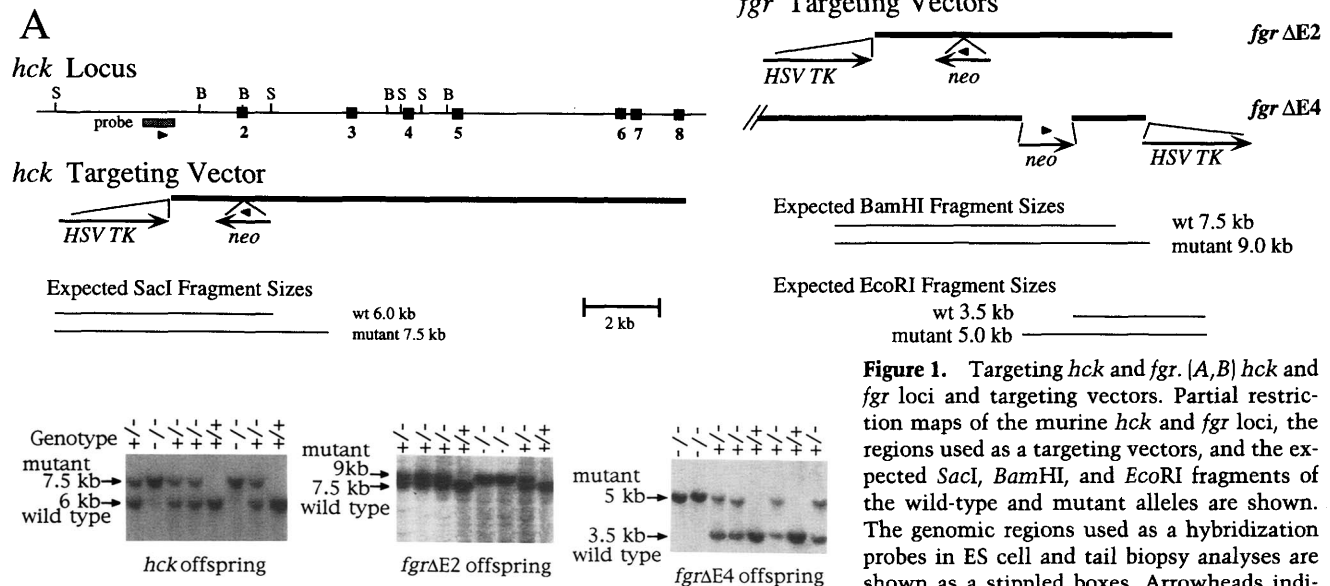 A
hck Locus
S B B S B S S B
probe
2 3 4 5 6 7 8
hck Targeting Vector
HSV TK
neo
Expected SacI Fragment Sizes
wt 6.0 kb
mutant 7.5 kb
2 kb
fgr Targeting Vectors
fgr ΔE2
HSV TK
neo
fgr ΔE4
neo
HSV TK
Expected BamHI Fragment Sizes
wt 7.5 kb
mutant 9.0 kb
Expected EcoRI Fragment Sizes
wt 3.5 kb
mutant 5.0 kb
Genotype
-/+ -/- -/+ -/+ +/+ -/- -/+ +/+
mutant
7.5 kb
6 kb
wild type
hck offspring
-/+ -/+ -/+ +/+ -/- -/- -/+ +/+
mutant
9kb
7.5 kb
wild type
fgrΔE2 offspring
-/- -/- -/+ -/+ +/+ -/+ +/+ -/+
mutant
5 kb
3.5 kb
wild type
fgrΔE4 offspring
Figure 1. Targeting hck and fgr. (A,B) hck and
fgr loci and targeting vectors. Partial restric-
tion maps of the murine hck and fgr loci, the
regions used as a targeting vectors, and the ex-
pected SacI, BamHI, and EcoRI fragments of
the wild-type and mutant alleles are shown.
The genomic regions used as a hybridization
probes in ES cell and tail biopsy analyses are
shown as a stippled boxes. Arrowheads indi-